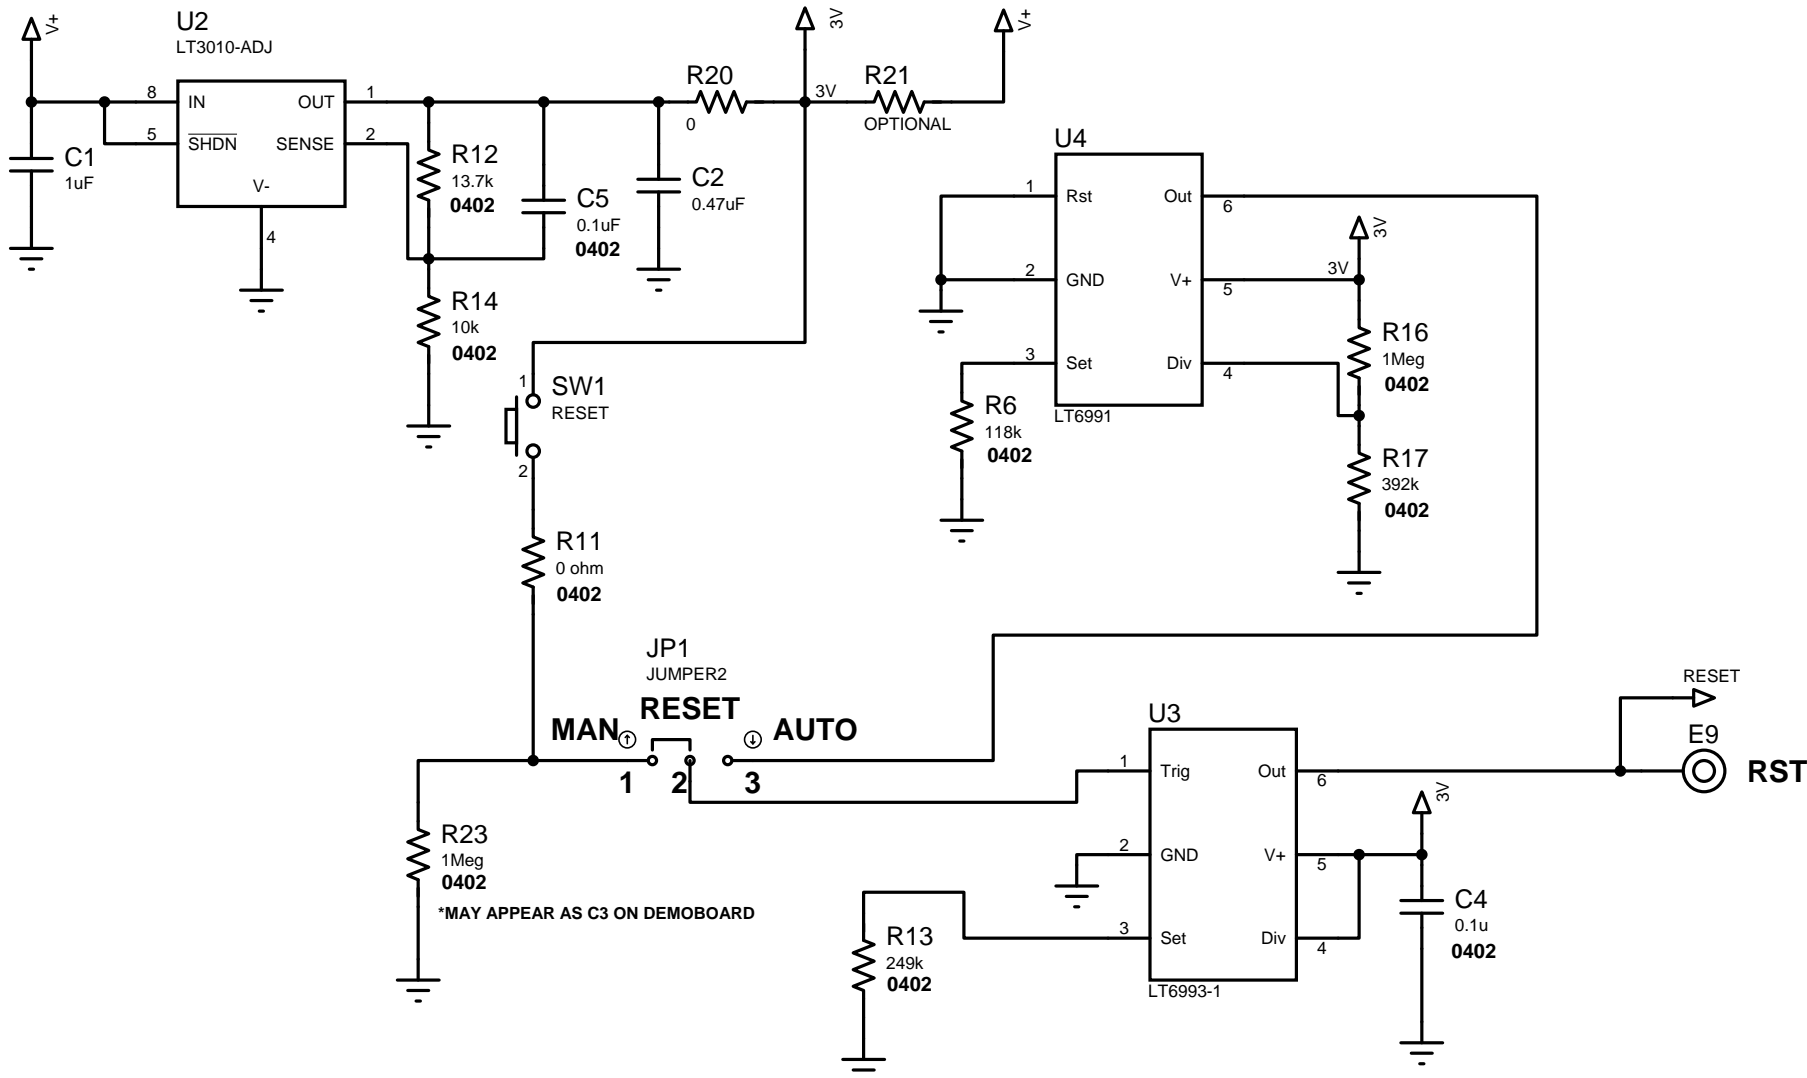 V+
U2
LT3010-ADJ
8
IN
OUT
1
5
SHDN
SENSE
2
V-
4
C1
1uF
R12
13.7k
0402
C5
0.1uF
0402
C2
0.47uF
R20
0
3V
3V
R21
OPTIONAL
V+
R14
10k
0402
1
SW1
RESET
2
R11
0 ohm
0402
U4
1
Rst
Out
6
2
GND
V+
5
3
Set
Div
4
LT6991
3V
3V
R16
1Meg
0402
R17
392k
0402
R6
118k
0402
JP1
JUMPER2
RESET
MAN
AUTO
1
2
3
R23
1Meg
0402
*MAY APPEAR AS C3 ON DEMOBOARD
U3
1
Trig
Out
6
2
GND
V+
5
3
Set
Div
4
LT6993-1
R13
249k
0402
RESET
E9
RST
3V
C4
0.1u
0402